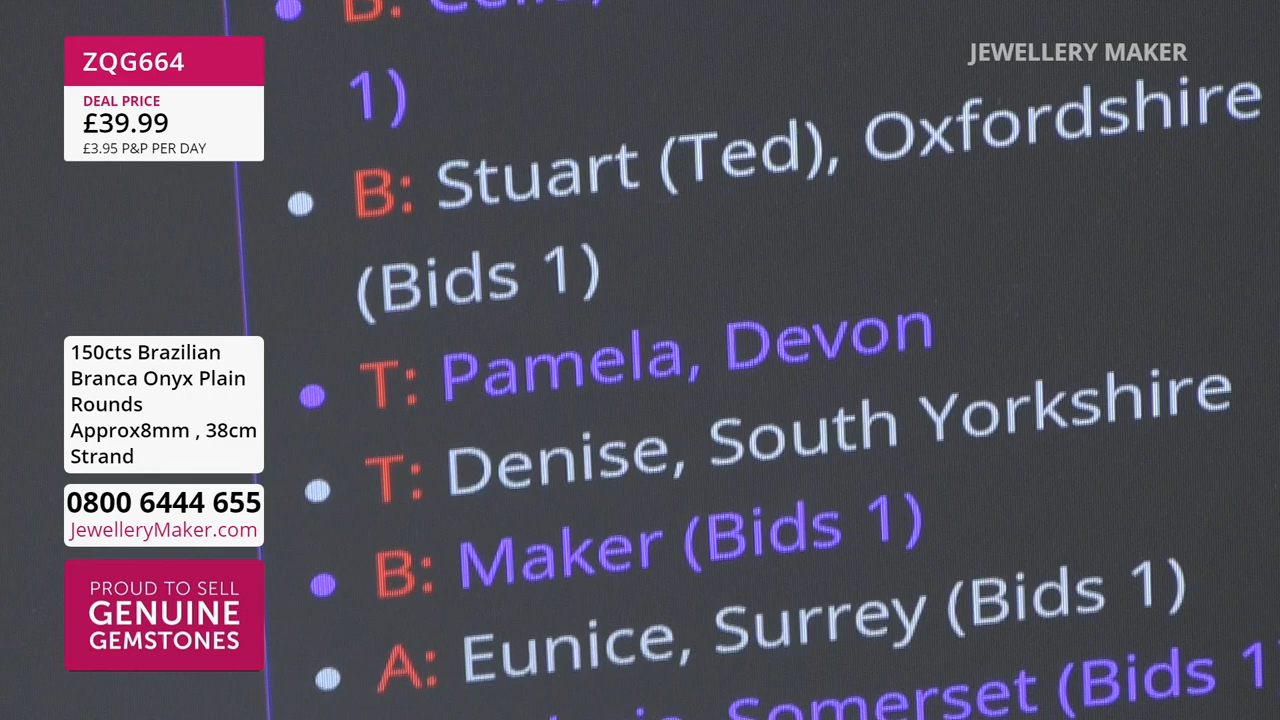 ZQG664
DEAL PRICE
£39.99
£3.95 P&P PER DAY
JEWELLERY MAKER
B:
1)
B: Stuart (Ted), Oxfordshire
(Bids 1)
T: Pamela, Devon
T: Denise, South Yorkshire
B: Maker (Bids 1)
A: Eunice, Surrey (Bids 1)
Somerset (Bids 1
150cts Brazilian
Branca Onyx Plain
Rounds
Approx8mm , 38cm
Strand
0800 6444 655
JewelleryMaker.com
PROUD TO SELL
GENUINE
GEMSTONES